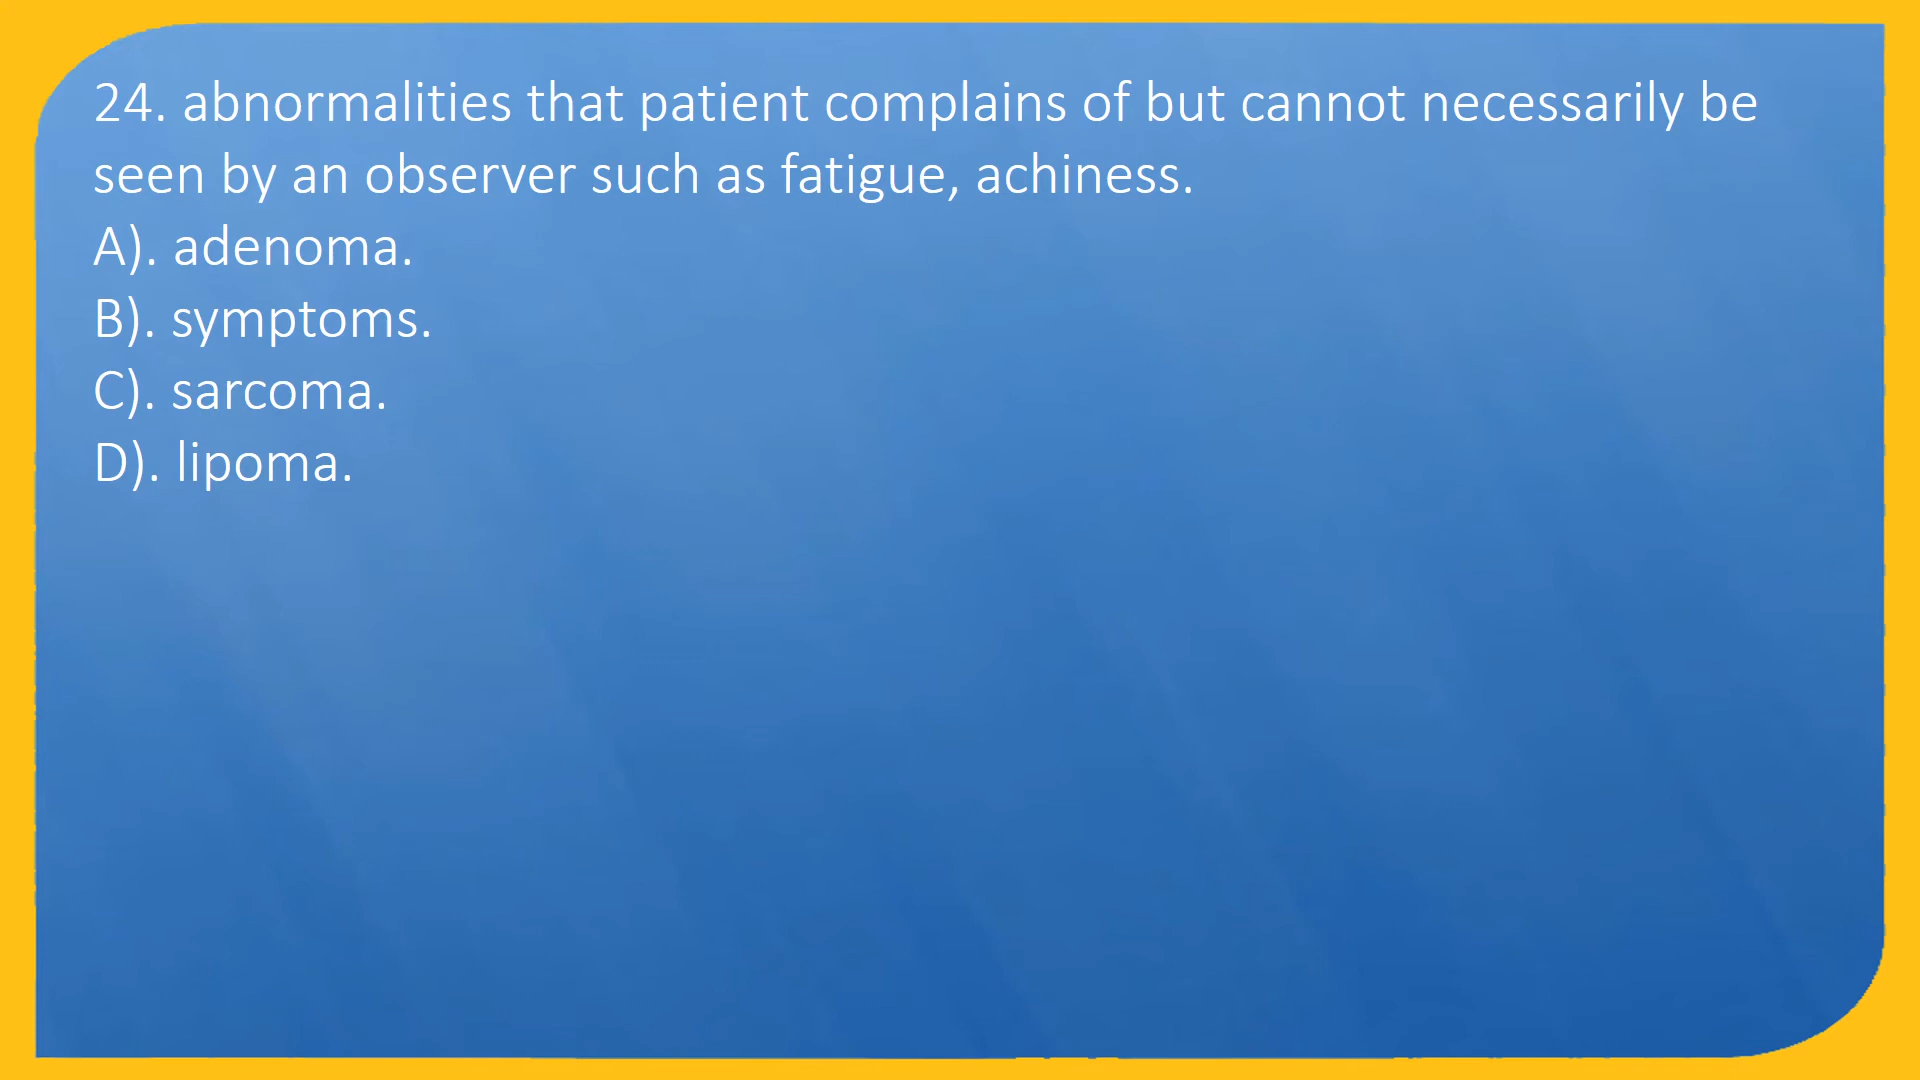 24. abnormalities that patient complains of but cannot necessarily be
seen by an observer such as fatigue, achiness.
A). adenoma.
B). symptoms.
C). sarcoma.
D). lipoma.